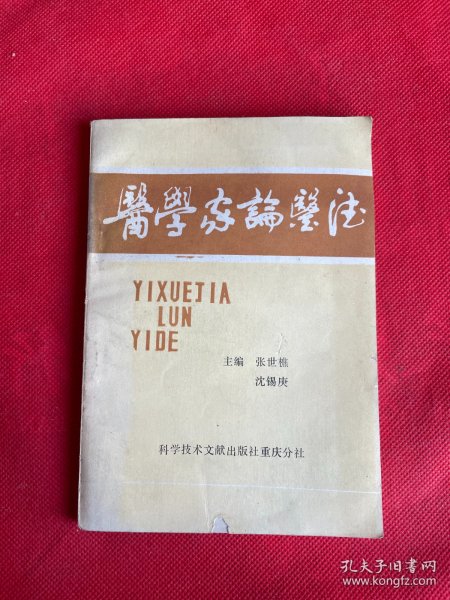 醫學家論醫德
YIXUEJIA
LUN
YIDE
主编 张世樵
沈锡庚
科学技术文献出版社重庆分社
孔夫子旧书网
www.kongfz.com